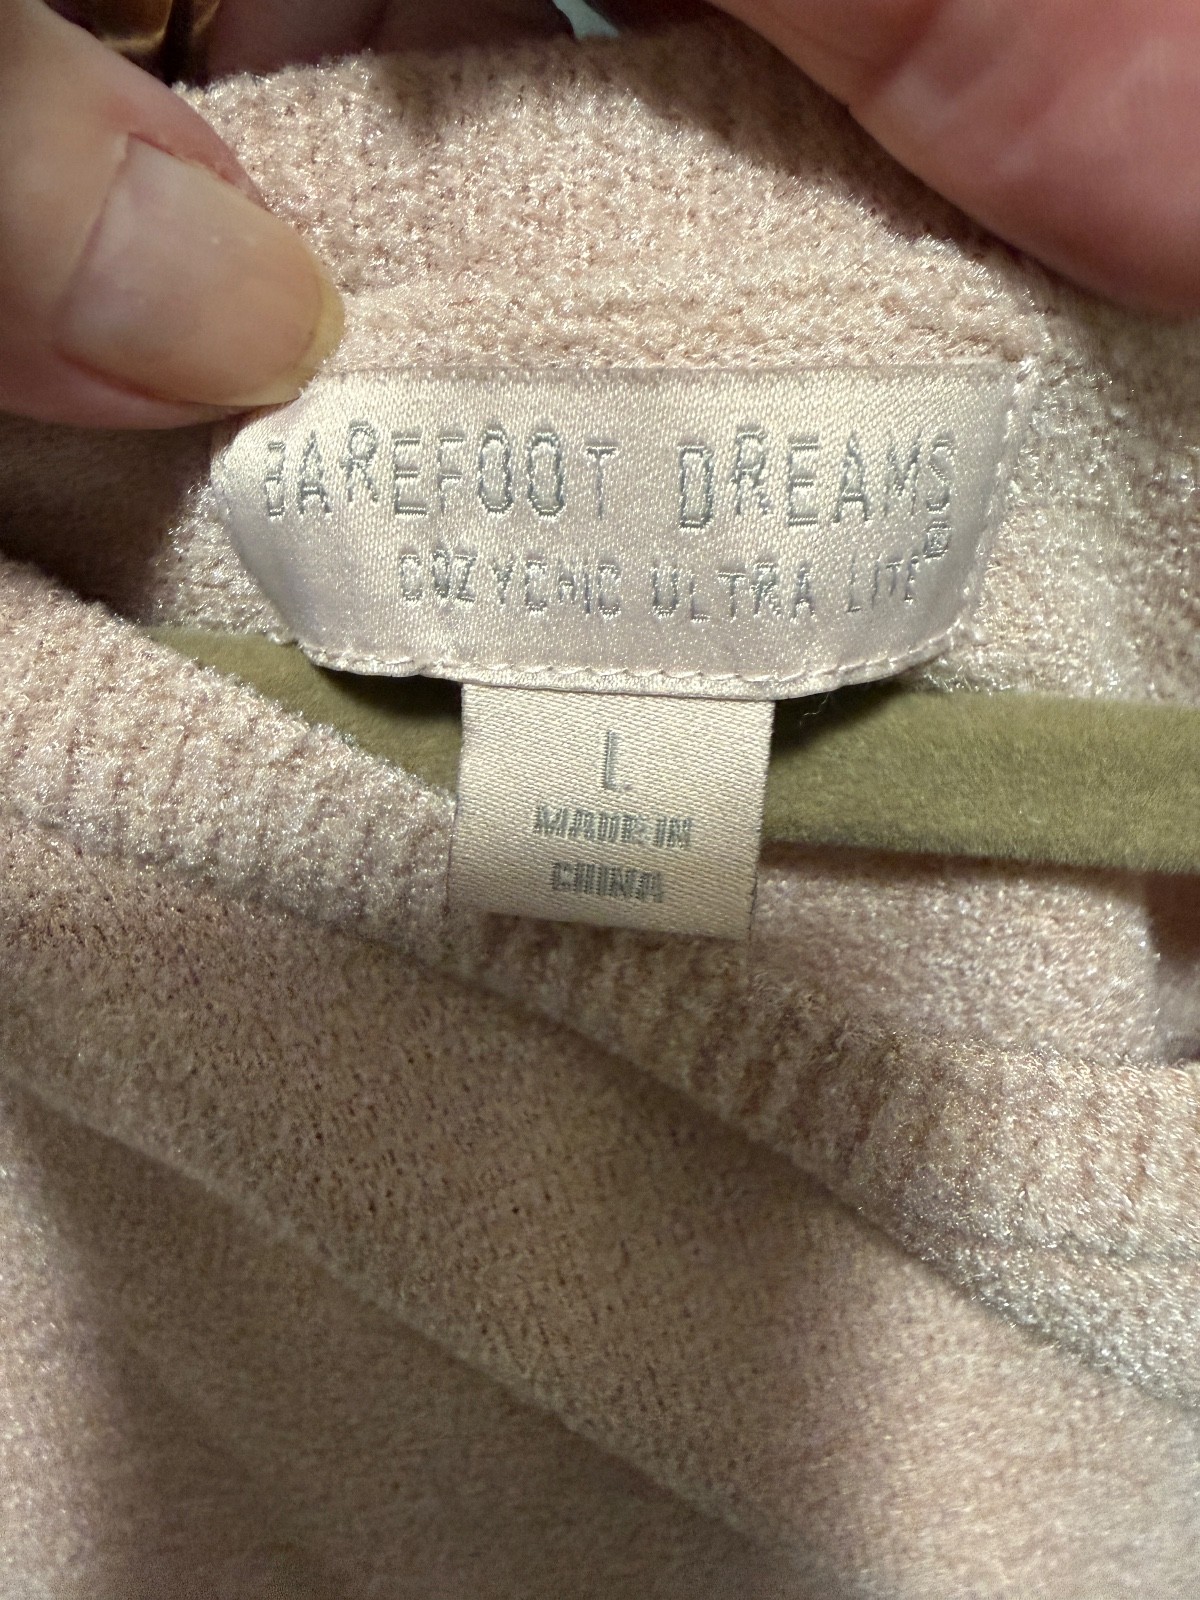 BAREFOOT DREAMS®
COZYCHIC ULTRA LITE
L
MADE IN
CHINA